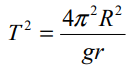 T² = 4π²R² / gr